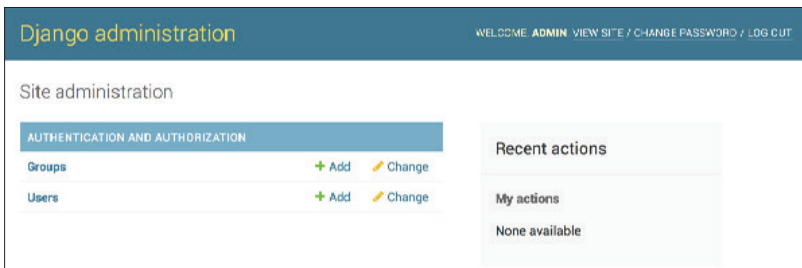 Django administration
WELCOME, ADMIN. VIEW SITE / CHANGE PASSWORD / LOG OUT
Site administration
AUTHENTICATION AND AUTHORIZATION
Groups + Add Change
Users + Add Change
Recent actions
My actions
None available